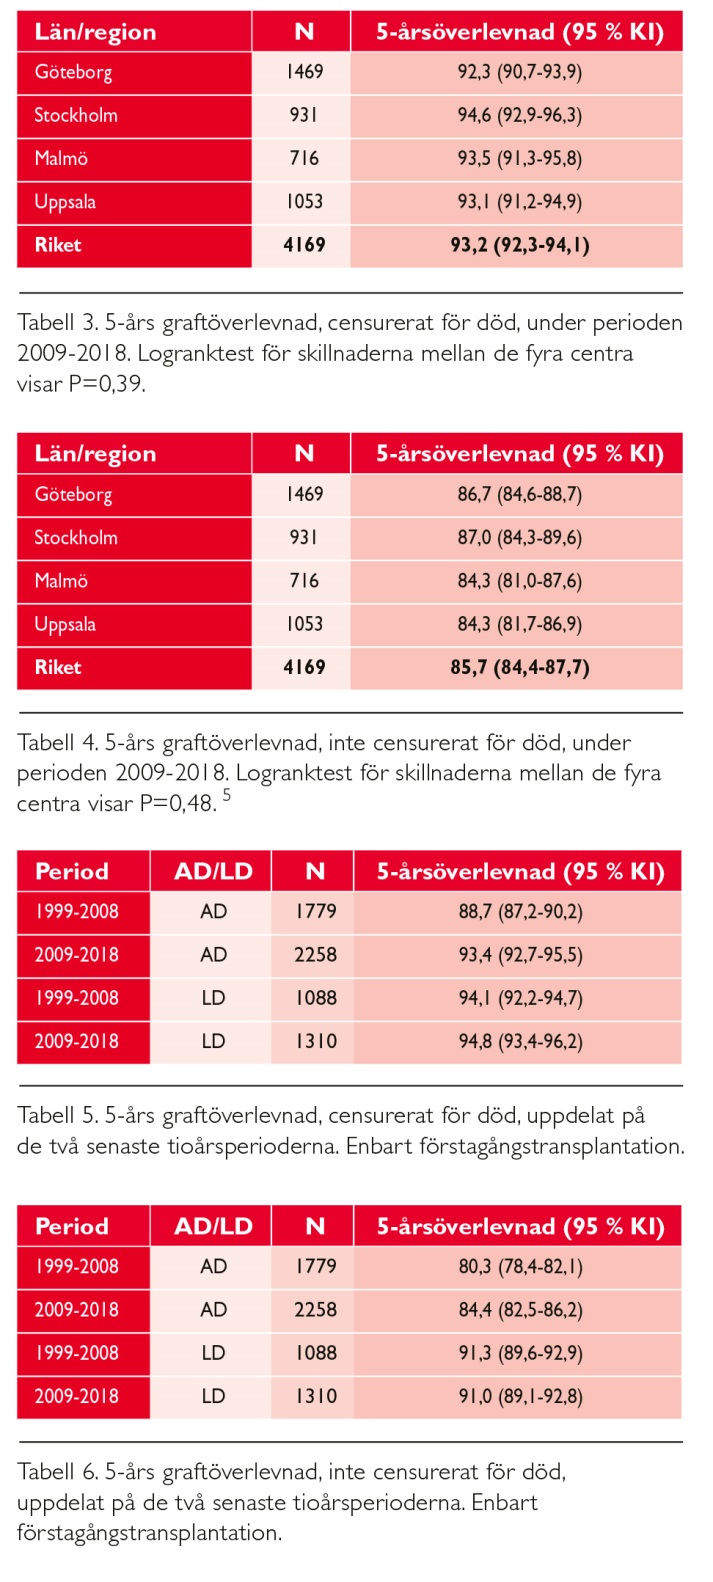 Län/region N 5-årsöverlevnad (95 % KI)
Göteborg 1469 92,3 (90,7-93,9)
Stockholm 931 94,6 (92,9-96,3)
Malmö 716 93,5 (91,3-95,8)
Uppsala 1053 93,1 (91,2-94,9)
Riket 4169 93,2 (92,3-94,1)
Tabell 3. 5-års graftöverlevnad, censurerat för död, under perioden
2009-2018. Logranktest för skillnaderna mellan de fyra centra
visar P=0,39.
Län/region N 5-årsöverlevnad (95 % KI)
Göteborg 1469 86,7 (84,6-88,7)
Stockholm 931 87,0 (84,3-89,6)
Malmö 716 84,3 (81,0-87,6)
Uppsala 1053 84,3 (81,7-86,9)
Riket 4169 85,7 (84,4-87,7)
Tabell 4. 5-års graftöverlevnad, inte censurerat för död, under
perioden 2009-2018. Logranktest för skillnaderna mellan de fyra
centra visar P=0,48. 5
Period AD/LD N 5-årsöverlevnad (95 % KI)
1999-2008 AD 1779 88,7 (87,2-90,2)
2009-2018 AD 2258 93,4 (92,7-95,5)
1999-2008 LD 1088 94,1 (92,2-94,7)
2009-2018 LD 1310 94,8 (93,4-96,2)
Tabell 5. 5-års graftöverlevnad, censurerat för död, uppdelat på
de två senaste tioårsperioderna. Enbart förstagångstransplantation.
Period AD/LD N 5-årsöverlevnad (95 % KI)
1999-2008 AD 1779 80,3 (78,4-82,1)
2009-2018 AD 2258 84,4 (82,5-86,2)
1999-2008 LD 1088 91,3 (89,6-92,9)
2009-2018 LD 1310 91,0 (89,1-92,8)
Tabell 6. 5-års graftöverlevnad, inte censurerat för död,
uppdelat på de två senaste tioårsperioderna. Enbart
förstagångstransplantation.